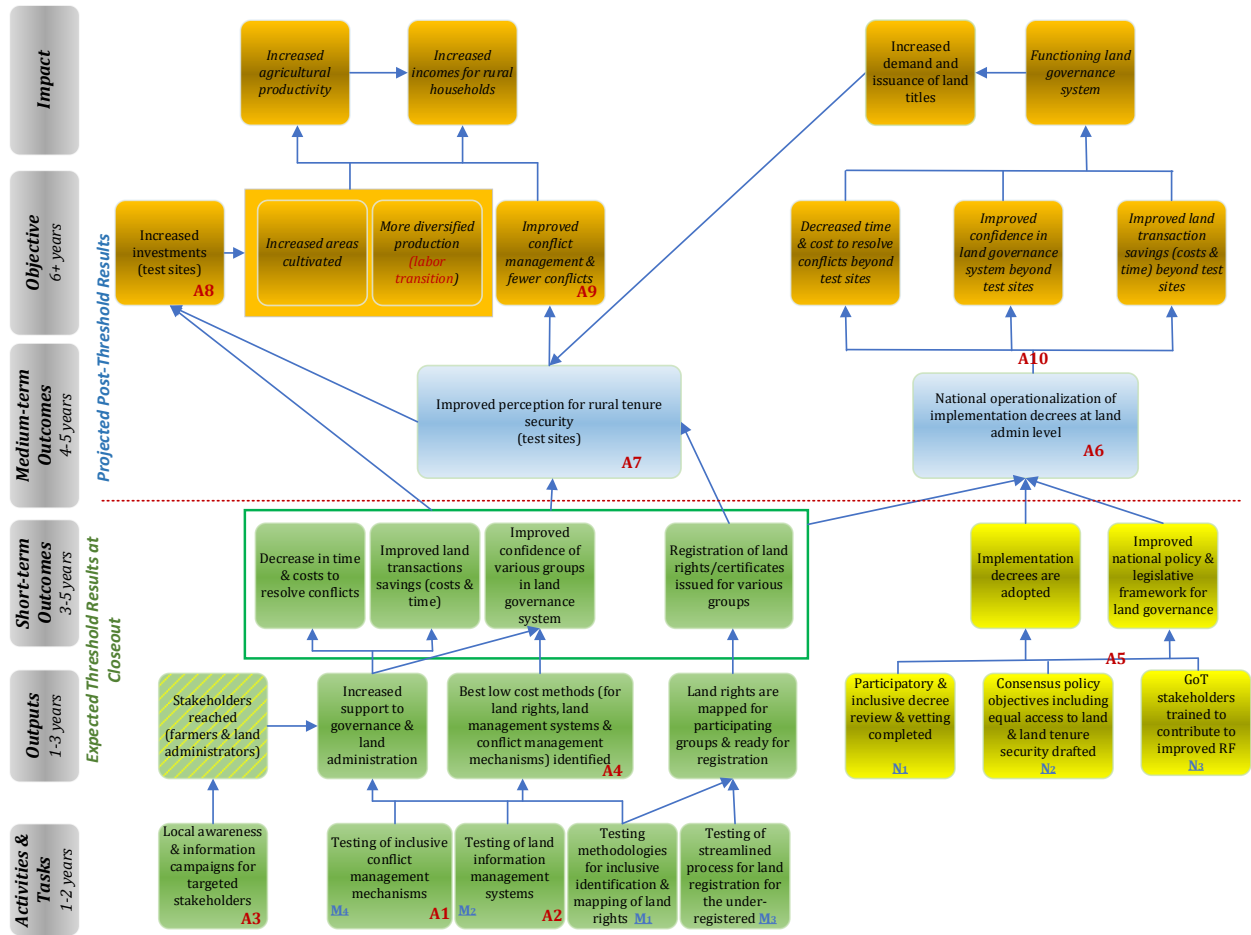 Impact
Increased
agricultural
productivity
Increased
incomes for rural
households
Increased
demand and
issuance of land
titles
Functioning land
governance
system
Objective
6+ years
Projected Post-Threshold Results
Increased
investments
(test sites)
A8
Increased areas
cultivated
More diversified
production
(labor
transition)
Improved
conflict
management &
fewer conflicts
A9
Decreased time
& cost to resolve
conflicts beyond
test sites
Improved
confidence in
land governance
system beyond
test sites
Improved land
transaction
savings (costs &
time) beyond test
sites
A10
Medium-term
Outcomes
4-5 years
Improved perception for rural tenure
security
(test sites)
A7
National operationalization of
implementation decrees at land
admin level
A6
Short-term
Outcomes
3-5 years
Expected Threshold Results at
Closeout
Decrease in time
& costs to
resolve conflicts
Improved land
transactions
savings (costs &
time)
Improved
confidence of
various groups
in land
governance
system
Registration of land
rights/certificates
issued for various
groups
Implementation
decrees are
adopted
Improved
national policy &
legislative
framework for
land governance
A5
Outputs
1-3 years
Stakeholders
reached
(farmers & land
administrators)
Increased
support to
governance &
land
administration
Best low cost methods (for
land rights, land
management systems &
conflict management
mechanisms) identified
A4
Land rights are
mapped for
participating
groups & ready for
registration
Participatory &
inclusive decree
review & vetting
completed
N1
Consensus policy
objectives including
equal access to land
& land tenure
security drafted
N2
GoT
stakeholders
trained to
contribute to
improved RF
N3
Activities &
Tasks
1-2 years
Local awareness
& information
campaigns for
targeted
stakeholders
A3
Testing of inclusive
conflict
management
mechanisms
M4
A1
Testing of land
information
management
systems
M2
A2
Testing
methodologies for
inclusive
identification &
mapping of land
rights M1
Testing of
streamlined
process for land
registration for
the under-
registered M3